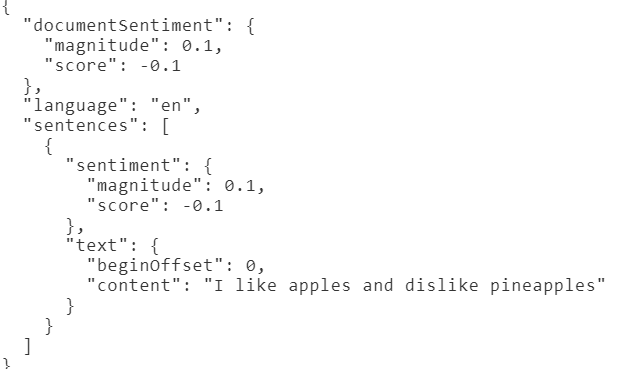 {
  "documentSentiment": {
    "magnitude": 0.1,
    "score": -0.1
  },
  "language": "en",
  "sentences": [
    {
      "sentiment": {
        "magnitude": 0.1,
        "score": -0.1
      },
      "text": {
        "beginOffset": 0,
        "content": "I like apples and dislike pineapples"
      }
    }
  ]
}